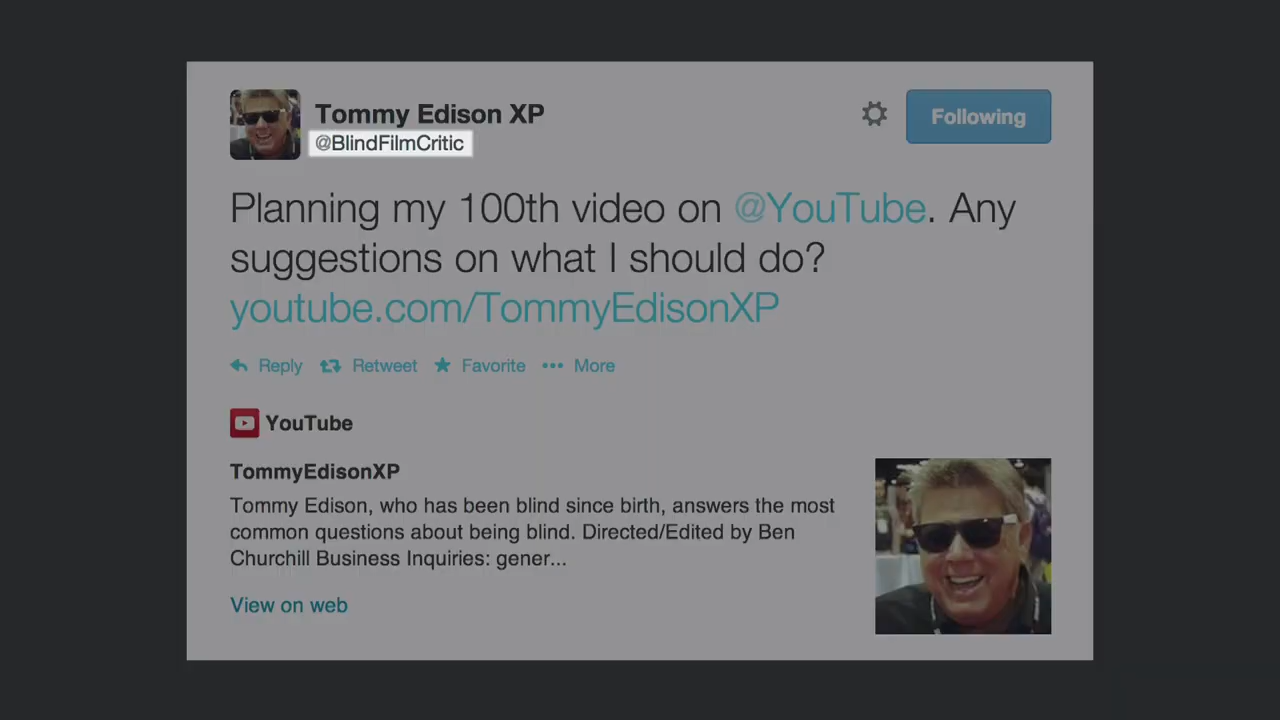 Tommy Edison XP
@BlindFilmCritic
Following
Planning my 100th video on @YouTube. Any
suggestions on what I should do?
youtube.com/TommyEdisonXP
Reply Retweet Favorite ••• More
YouTube
TommyEdisonXP
Tommy Edison, who has been blind since birth, answers the most
common questions about being blind. Directed/Edited by Ben
Churchill Business Inquiries: gener...
View on web